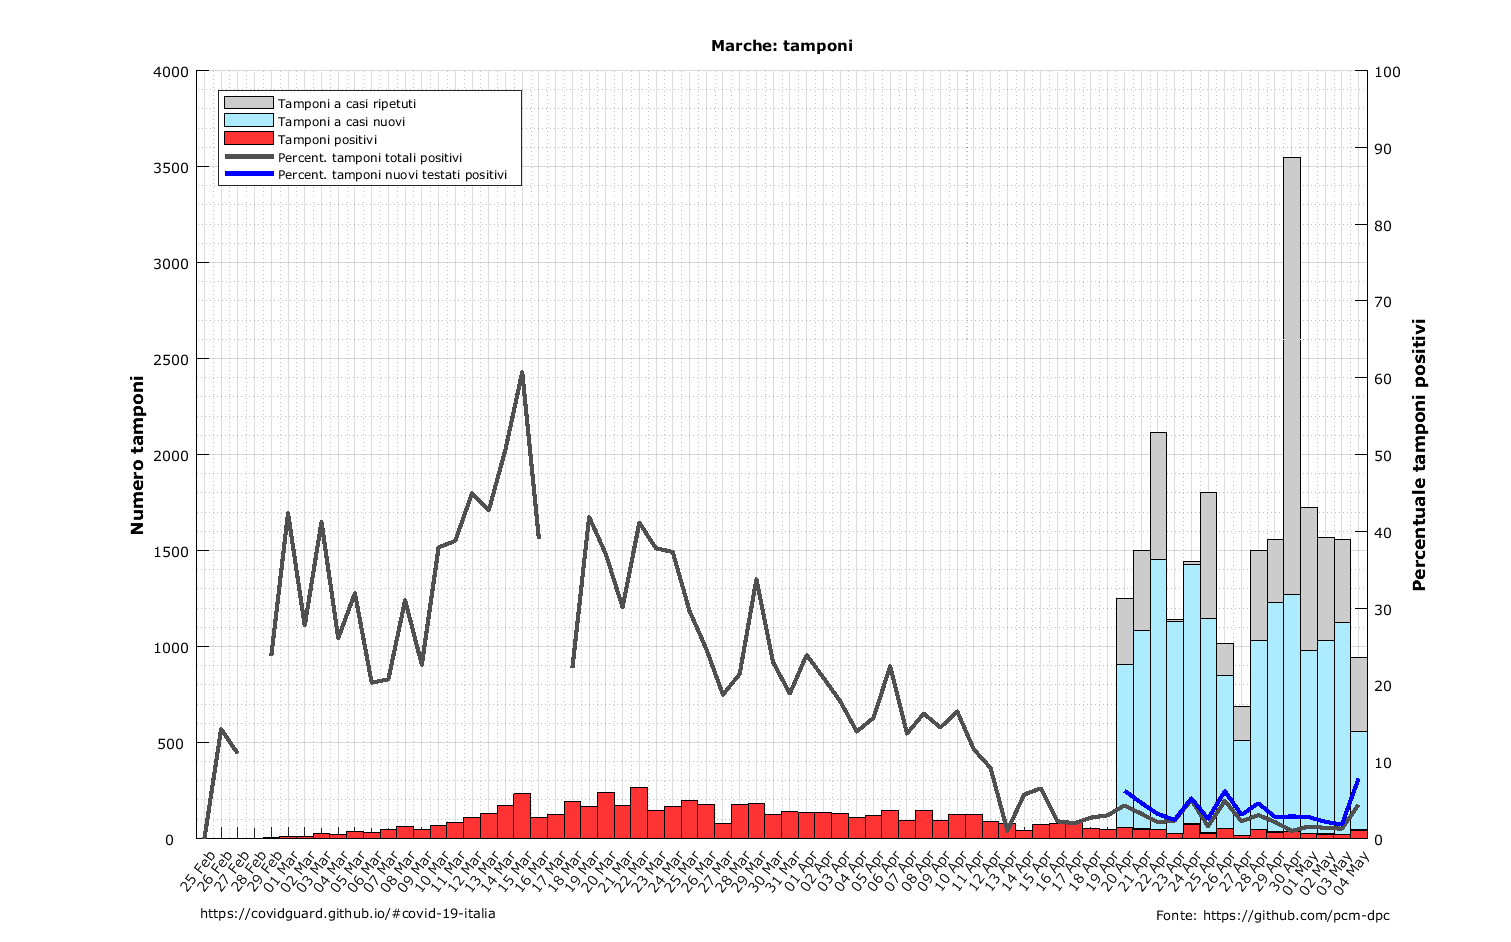 Marche: tamponi
4000
3500
3000
2500
2000
1500
1000
500
0
Numero tamponi
Tamponi a casi ripetuti
Tamponi a casi nuovi
Tamponi positivi
Percent. tamponi totali positivi
Percent. tamponi nuovi testati positivi
100
90
80
70
60
50
40
30
20
10
0
Percentuale tamponi positivi
25 Feb
26 Feb
27 Feb
28 Feb
29 Feb
01 Mar
02 Mar
03 Mar
04 Mar
05 Mar
06 Mar
07 Mar
08 Mar
09 Mar
10 Mar
11 Mar
12 Mar
13 Mar
14 Mar
15 Mar
16 Mar
17 Mar
18 Mar
19 Mar
20 Mar
21 Mar
22 Mar
23 Mar
24 Mar
25 Mar
26 Mar
27 Mar
28 Mar
29 Mar
30 Mar
31 Mar
01 Apr
02 Apr
03 Apr
04 Apr
05 Apr
06 Apr
07 Apr
08 Apr
09 Apr
10 Apr
11 Apr
12 Apr
13 Apr
14 Apr
15 Apr
16 Apr
17 Apr
18 Apr
19 Apr
20 Apr
21 Apr
22 Apr
23 Apr
24 Apr
25 Apr
26 Apr
27 Apr
28 Apr
29 Apr
30 Apr
01 May
02 May
03 May
04 May
https://covidguard.github.io/#covid-19-italia
Fonte: https://github.com/pcm-dpc